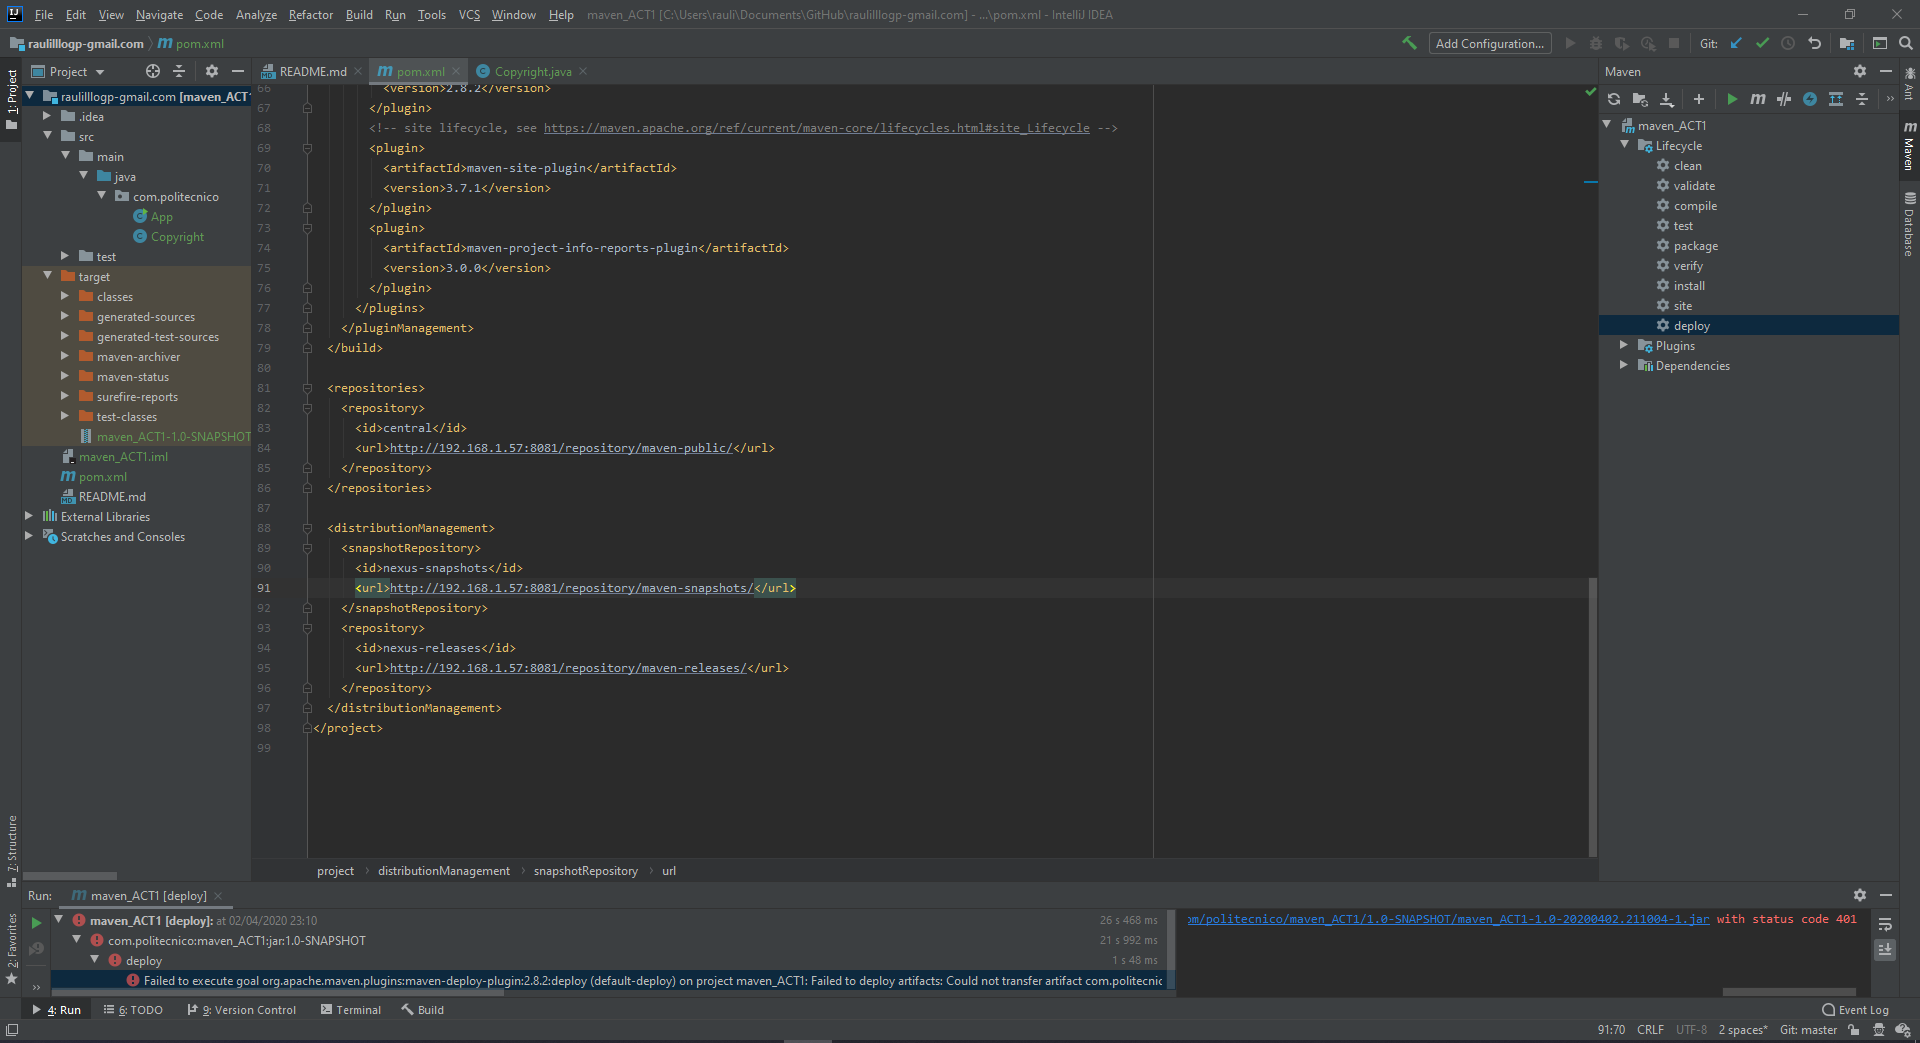 File Edit View Navigate Code Analyze Refactor Build Run Tools VCS Window Help maven_ACT1 [C:\Users\rauli\Documents\GitHub\raulilllogp-gmail.com] - ...\pom.xml - IntelliJ IDEA
raulilllogp-gmail.com pom.xml Add Configuration... Git:
Project README.md pom.xml Copyright.java Maven
1: Project
raulilllogp-gmail.com [maven_ACT1
.idea
src
main
java
com.politecnico
App
Copyright
test
target
classes
generated-sources
generated-test-sources
maven-archiver
maven-status
surefire-reports
test-classes
maven_ACT1-1.0-SNAPSHOT
maven_ACT1.iml
pom.xml
README.md
External Libraries
Scratches and Consoles
7: Structure
2: Favorites
66 <version>2.8.2</version>
67 </plugin>
68 <!-- site lifecycle, see https://maven.apache.org/ref/current/maven-core/lifecycles.html#site_Lifecycle -->
69 <plugin>
70 <artifactId>maven-site-plugin</artifactId>
71 <version>3.7.1</version>
72 </plugin>
73 <plugin>
74 <artifactId>maven-project-info-reports-plugin</artifactId>
75 <version>3.0.0</version>
76 </plugin>
77 </plugins>
78 </pluginManagement>
79 </build>
80
81 <repositories>
82 <repository>
83 <id>central</id>
84 <url>http://192.168.1.57:8081/repository/maven-public/</url>
85 </repository>
86 </repositories>
87
88 <distributionManagement>
89 <snapshotRepository>
90 <id>nexus-snapshots</id>
91 <url>http://192.168.1.57:8081/repository/maven-snapshots/</url>
92 </snapshotRepository>
93 <repository>
94 <id>nexus-releases</id>
95 <url>http://192.168.1.57:8081/repository/maven-releases/</url>
96 </repository>
97 </distributionManagement>
98 </project>
99
project distributionManagement snapshotRepository url
maven_ACT1
Lifecycle
clean
validate
compile
test
package
verify
install
site
deploy
Plugins
Dependencies
Ant
Maven
Database
Run: maven_ACT1 [deploy]
maven_ACT1 [deploy]: at 02/04/2020 23:10 26 s 468 ms
com.politecnico:maven_ACT1:jar:1.0-SNAPSHOT 21 s 992 ms
deploy 1 s 48 ms
Failed to execute goal org.apache.maven.plugins:maven-deploy-plugin:2.8.2:deploy (default-deploy) on project maven_ACT1: Failed to deploy artifacts: Could not transfer artifact com.politecnic
om/politecnico/maven_ACT1/1.0-SNAPSHOT/maven_ACT1-1.0-20200402.211004-1.jar with status code 401
4: Run 6: TODO 9: Version Control Terminal Build Event Log
91:70 CRLF UTF-8 2 spaces* Git: master